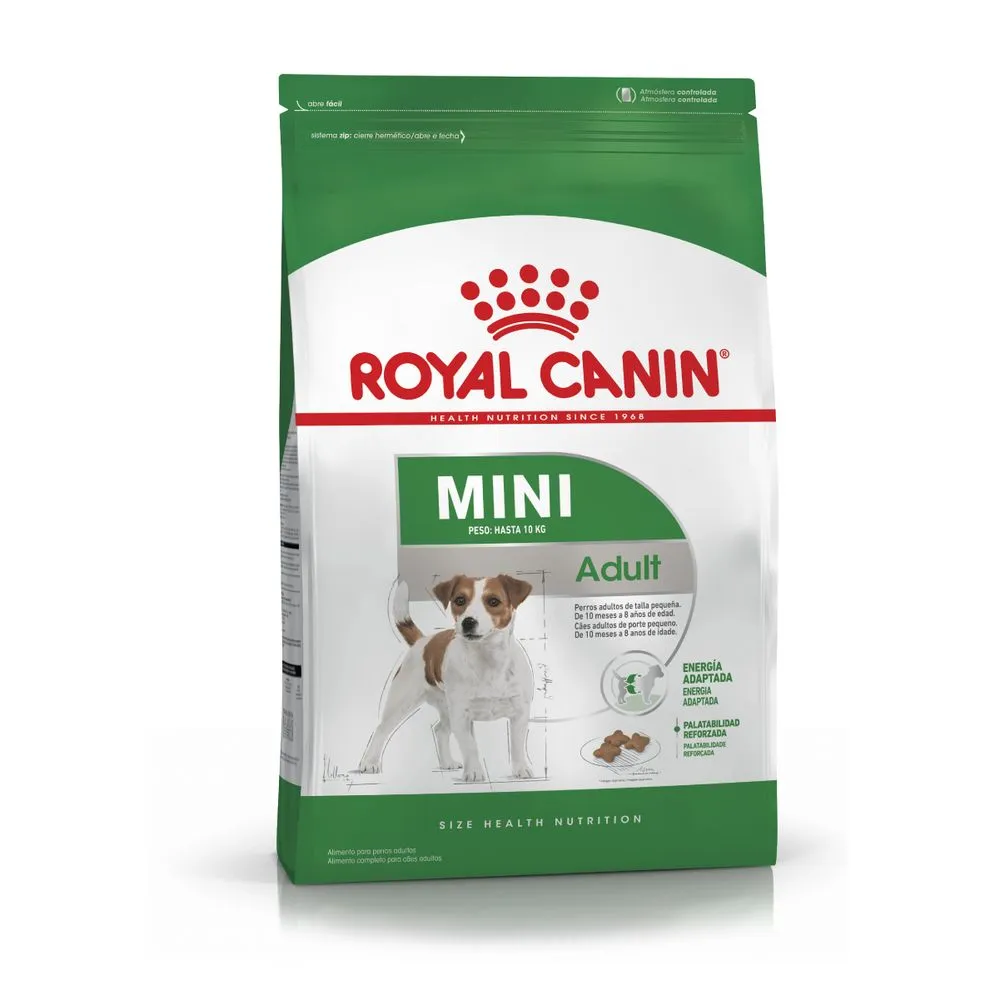 abre fácil
Atmósfera controlada
Atmosfera controlada
sistema zip: cierre hermético/abre e fecha
ROYAL CANIN®
HEALTH NUTRITION SINCE 1968
MINI
PESO: HASTA 10 KG
Adult
Perros adultos de talla pequeña.
De 10 meses a 8 años de edad.
Cães adultos de porte pequeno.
De 10 meses a 8 anos de idade.
ENERGÍA
ADAPTADA
ENERGIA
ADAPTADA
PALATABILIDAD
REFORZADA
PALATABILIDADE
REFORÇADA
SIZE HEALTH NUTRITION
Alimento para perros adultos
Alimento completo para cães adultos